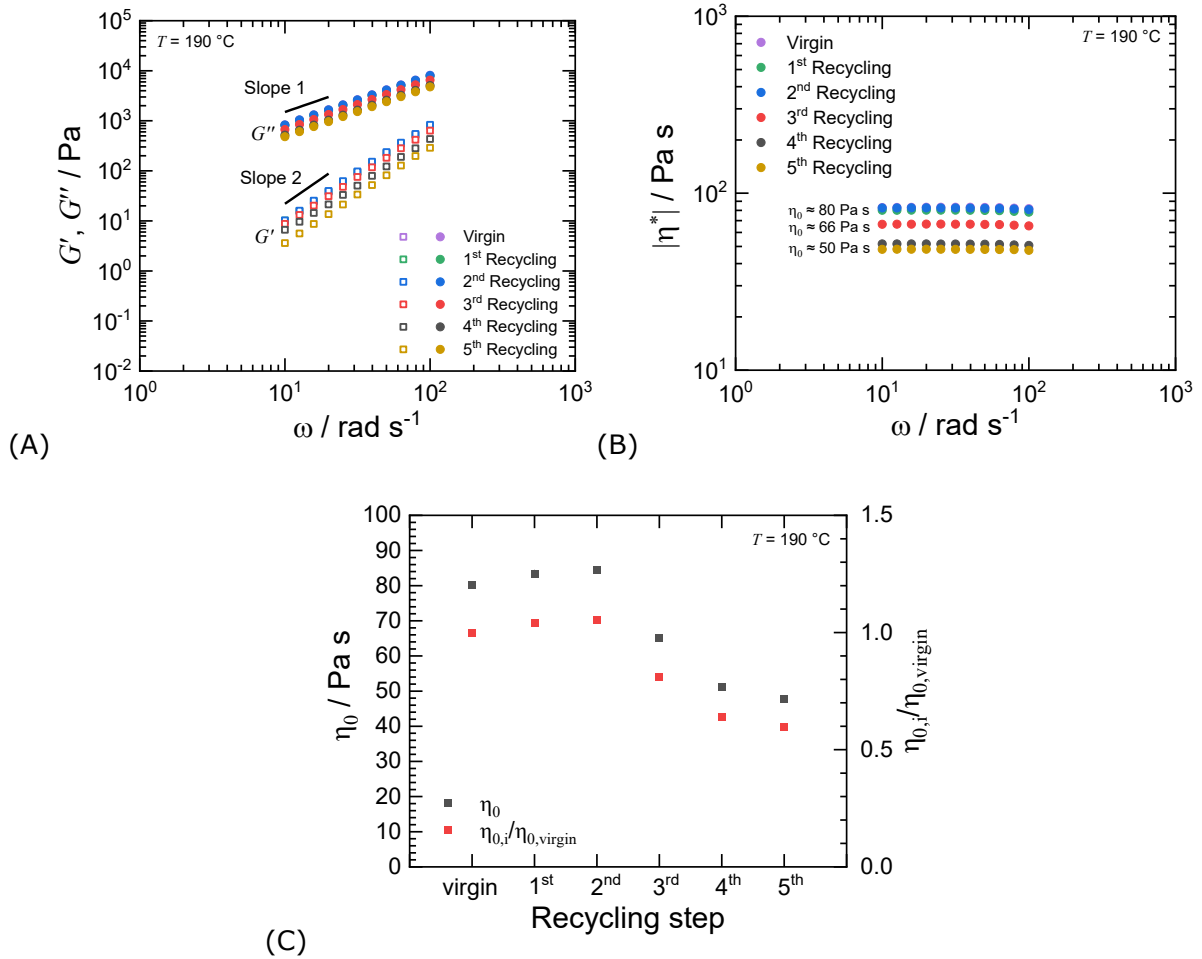 T = 190 °C
Slope 1
G''
Slope 2
G'
Virgin
1st Recycling
2nd Recycling
3rd Recycling
4th Recycling
5th Recycling
10^5
10^4
10^3
10^2
10^1
10^0
10^-1
10^-2
G', G'' / Pa
10^0
10^1
10^2
10^3
ω / rad s^-1
(A)
T = 190 °C
Virgin
1st Recycling
2nd Recycling
3rd Recycling
4th Recycling
5th Recycling
η0 ≈ 80 Pa s
η0 ≈ 66 Pa s
η0 ≈ 50 Pa s
10^3
10^2
10^1
|η*| / Pa s
10^0
10^1
10^2
10^3
ω / rad s^-1
(B)
T = 190 °C
100
90
80
70
60
50
40
30
20
10
0
η0 / Pa s
1.5
1.0
0.5
0.0
η0,i/η0,virgin
η0
η0,i/η0,virgin
virgin
1st
2nd
3rd
4th
5th
Recycling step
(C)